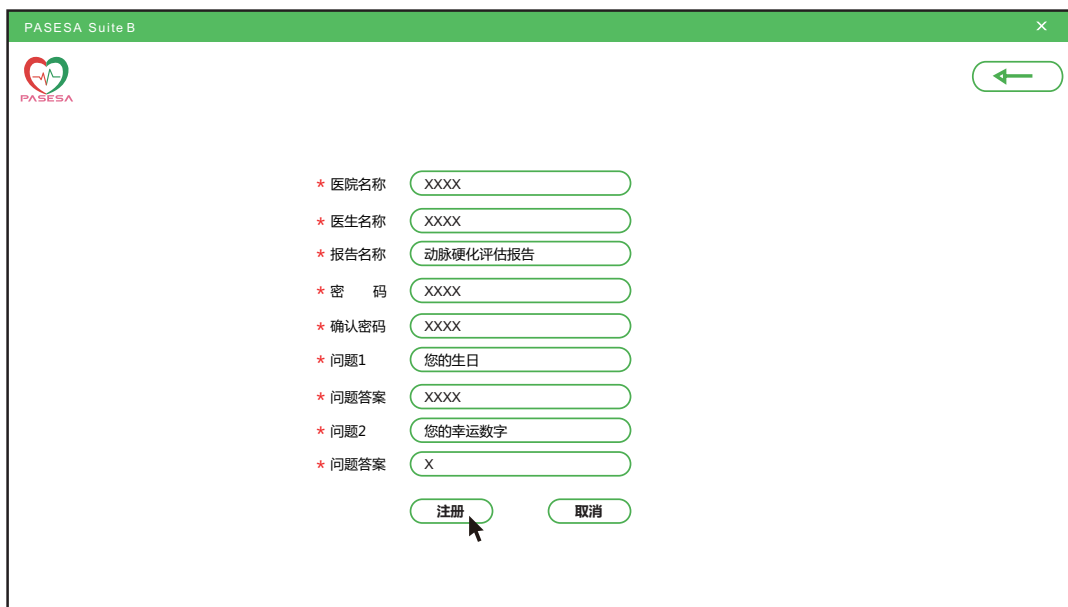 PASESA Suite B ×
PASESA
* 医院名称 XXXX
* 医生名称 XXXX
* 报告名称 动脉硬化评估报告
* 密 码 XXXX
* 确认密码 XXXX
* 问题1 您的生日
* 问题答案 XXXX
* 问题2 您的幸运数字
* 问题答案 X
注册 取消